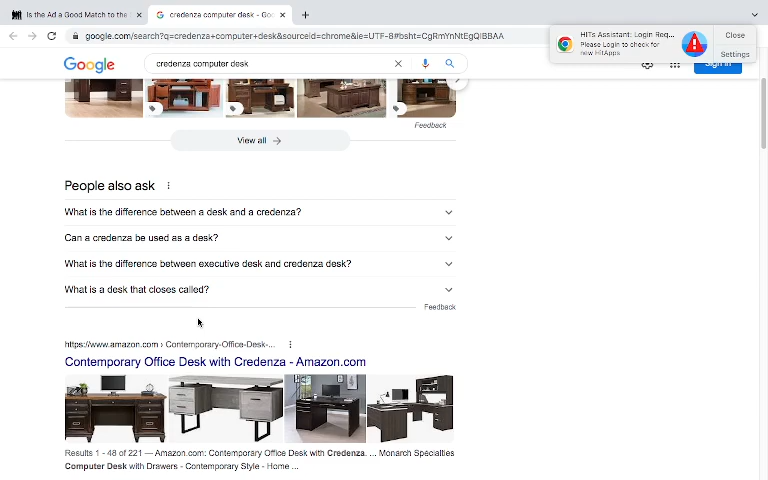 Is the Ad a Good Match to the
credenza computer desk - Goo
google.com/search?q=credenza+computer+desk&sourceid=chrome&ie=UTF-8#bsht=CgRmYnNtEgQIBBAA
HITs Assistant: Login Req...
Please Login to check for
new HitApps
Close
Settings
Google
credenza computer desk
Sign in
Feedback
View all
People also ask
What is the difference between a desk and a credenza?
Can a credenza be used as a desk?
What is the difference between executive desk and credenza desk?
What is a desk that closes called?
Feedback
https://www.amazon.com › Contemporary-Office-Desk-...
Contemporary Office Desk with Credenza - Amazon.com
Results 1 - 48 of 221 — Amazon.com: Contemporary Office Desk with Credenza. ... Monarch Specialties
Computer Desk with Drawers - Contemporary Style - Home ...